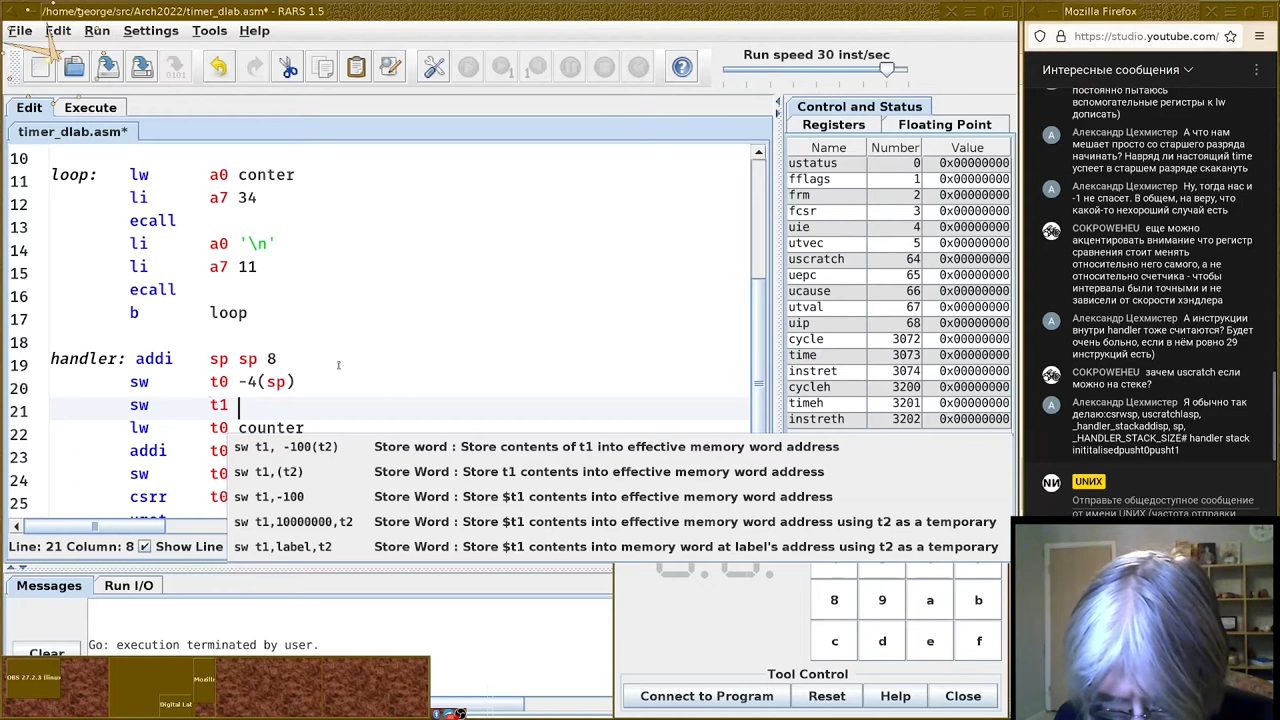 /home/george/src/Arch2022/timer_dlab.asm* - RARS 1.5
File Edit Run Settings Tools Help
Run speed 30 inst/sec
Edit Execute
timer_dlab.asm*
10
11 loop: lw a0 conter
12 li a7 34
13 ecall
14 li a0 '\n'
15 li a7 11
16 ecall
17 b loop
18
19 handler: addi sp sp 8
20 sw t0 -4(sp)
21 sw t1
22 lw t0 counter
23 addi t0
24 sw t0
25 csrr t0
sw t1, -100(t2) Store word : Store contents of t1 into effective memory word address
sw t1,(t2) Store Word : Store t1 contents into effective memory word address
sw t1,-100 Store Word : Store $t1 contents into effective memory word address
sw t1,10000000,t2 Store Word : Store $t1 contents into effective memory word address using t2 as a temporary
sw t1,label,t2 Store Word : Store $t1 contents into memory word at label's address using t2 as a temporary
Line: 21 Column: 8 Show Line
Messages Run I/O
Go: execution terminated by user.
Clear
Control and Status
Registers Floating Point
Name Number Value
ustatus 0 0x00000000
fflags 1 0x00000000
frm 2 0x00000000
fcsr 3 0x00000000
uie 4 0x00000000
utvec 5 0x00000000
uscratch 64 0x00000000
uepc 65 0x00000000
ucause 66 0x00000000
utval 67 0x00000000
uip 68 0x00000000
cycle 3072 0x00000000
time 3073 0x00000000
instret 3074 0x00000000
cycleh 3200 0x00000000
timeh 3201 0x00000000
instreth 3202 0x00000000
8 9 a b
c d e f
Tool Control
Connect to Program Reset Help Close
OBS 27.2.3 (linux
Mozill
Digital Lab
Mozilla Firefox
https://studio.youtube.com/
Интересные сообщения
постоянно пытаюсь
вспомогательные регистры к lw
дописать)
Александр Цехмистер А что нам
мешает просто со старшего разряда
начинать? Навряд ли настоящий time
успеет в старшем разряде скакануть
Александр Цехмистер Ну, тогда нас и
-1 не спасет. В общем, на веру, что
какой-то нехороший случай есть
COKPOWEHEU еще можно
акцентировать внимание что регистр
сравнения стоит менять
относительно него самого, а не
относительно счетчика - чтобы
интервалы были точными и не
зависели от скорости хэндлера
Александр Цехмистер А инструкции
внутри handler тоже считаются? Будет
очень больно, если в нём ровно 29
инструкций есть)
COKPOWEHEU зачем uscratch если
можно на стеке?
Александр Цехмистер Я обычно так
делаю:csrwsp, uscratchlasp,
_handler_stackaddisp, sp,
_HANDLER_STACK_SIZE# handler stack
inititalisedpusht0pusht1
UNИX
Отправьте общедоступное сообщение
от имени UNИX (частота отправки